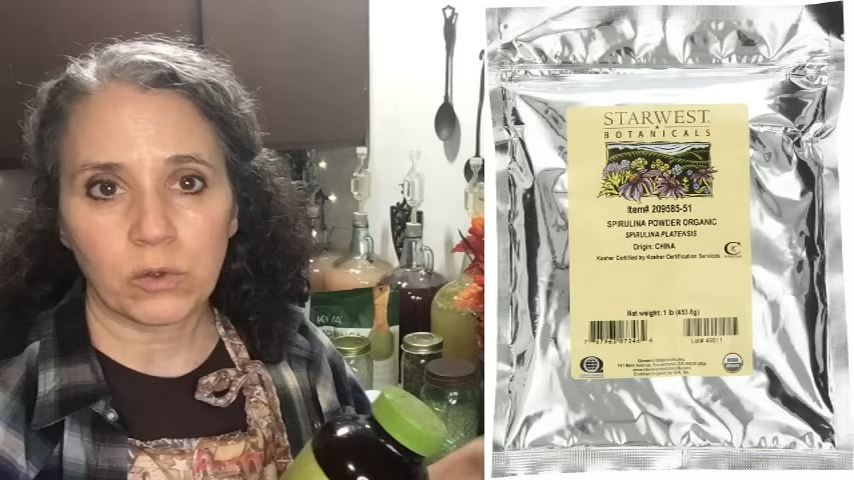 STARWEST
BOTANICALS
Item# 209585-51
SPIRULINA POWDER ORGANIC
SPIRULINA PLATENSIS
Origin: CHINA
Kosher Certified by Kosher Certification Services
Net weight: 1 lb (453.6g)